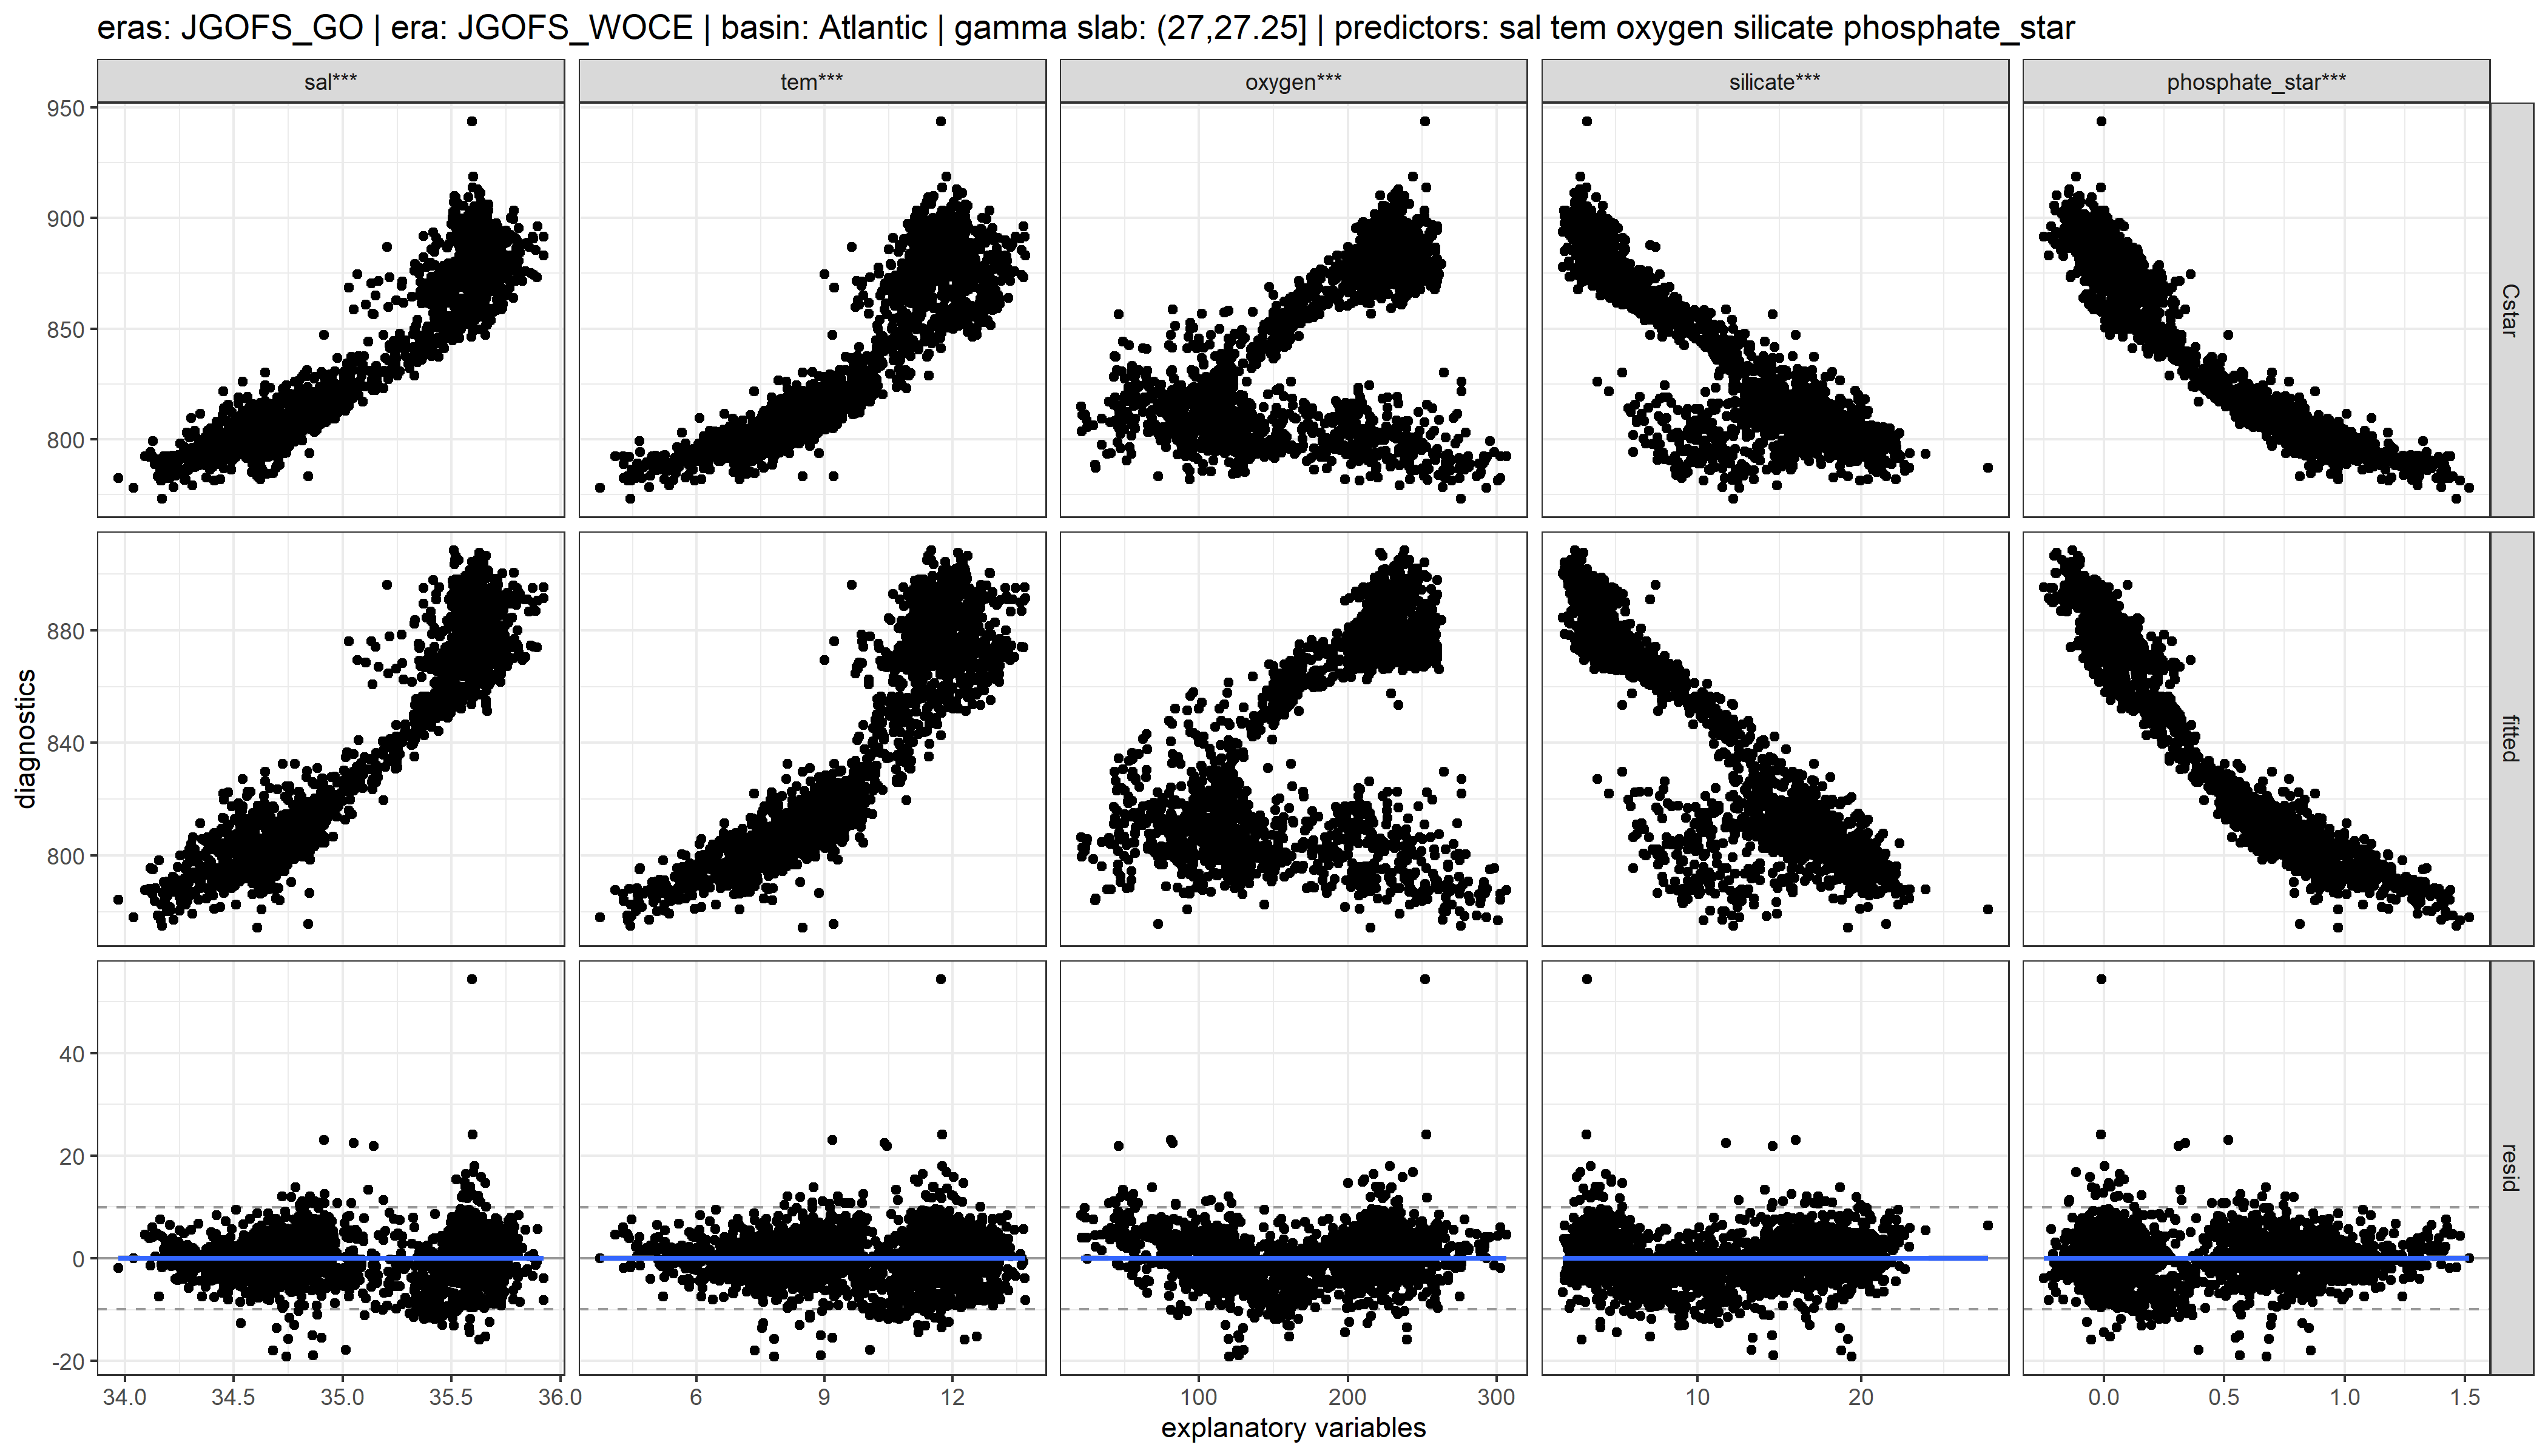 eras: JGOFS_GO | era: JGOFS_WOCE | basin: Atlantic | gamma slab: (27,27.25] | predictors: sal tem oxygen silicate phosphate_star
sal*** tem*** oxygen*** silicate*** phosphate_star***
950
900
850
800
Cstar
880
840
800
fitted
diagnostics
40
20
0
-20
resid
34.0 34.5 35.0 35.5 36.0 6 9 12 100 200 300 10 20 0.0 0.5 1.0 1.5
explanatory variables